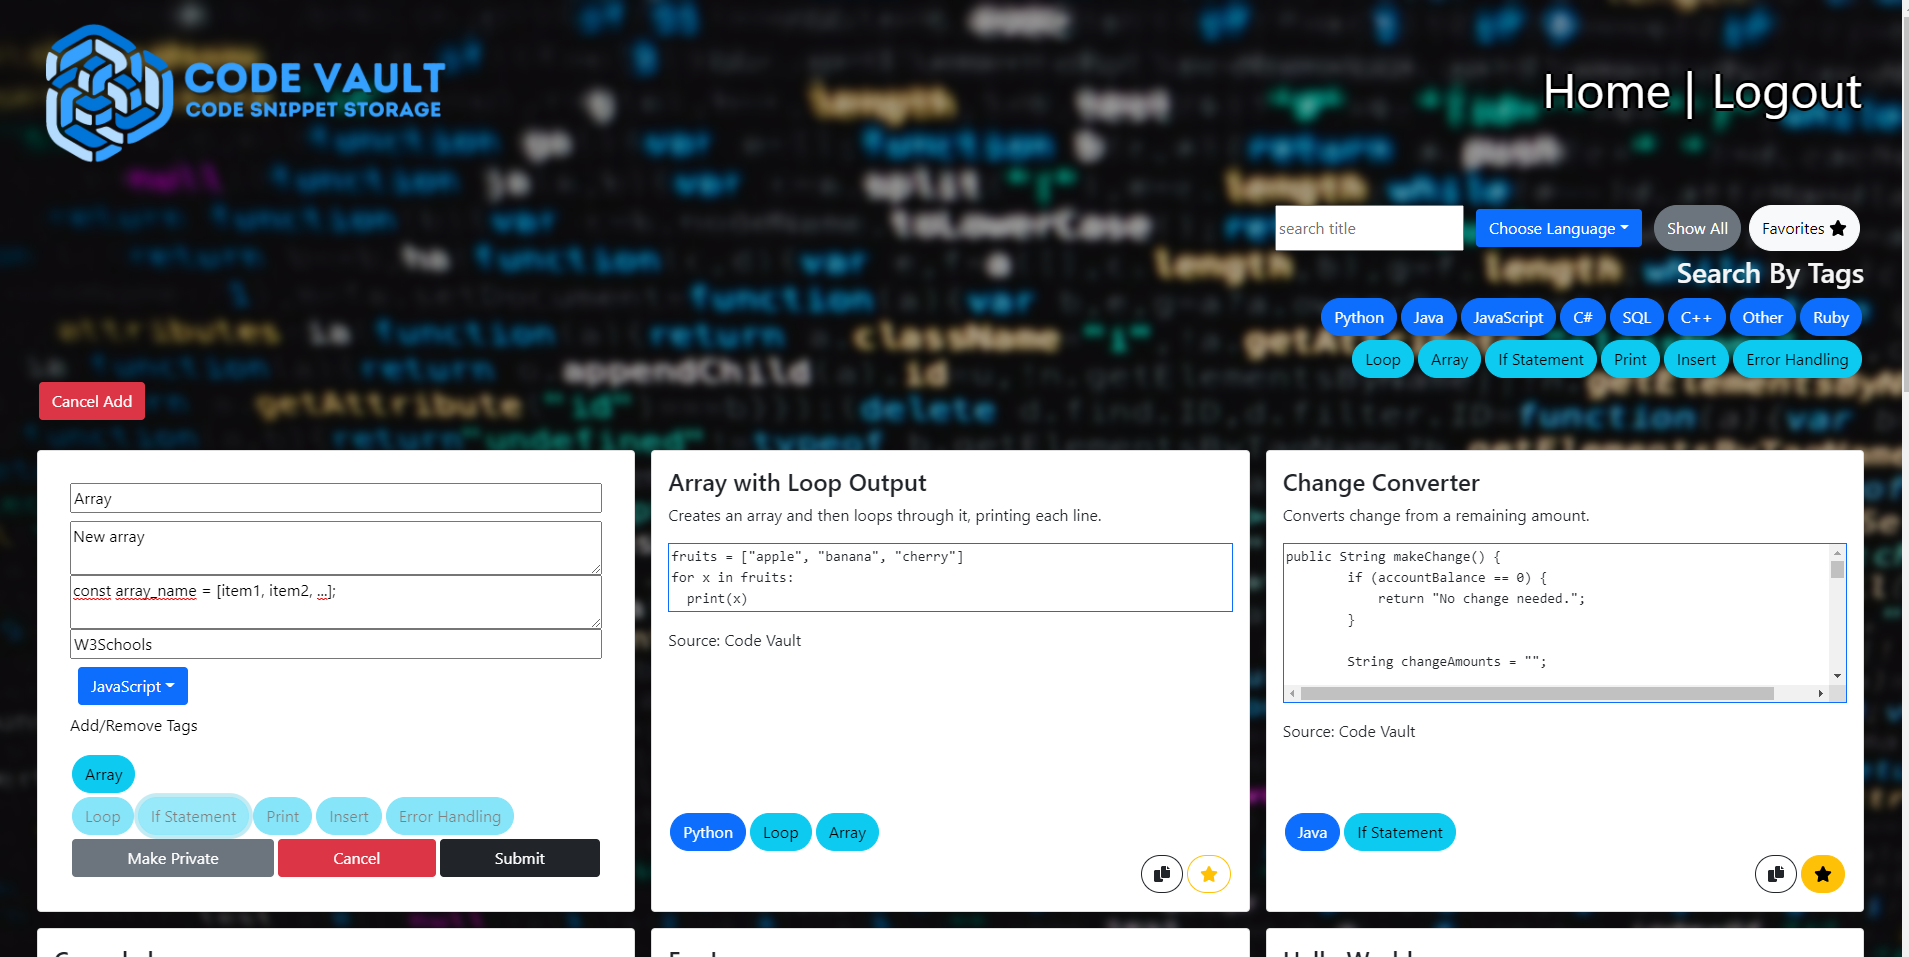 CODE VAULT
CODE SNIPPET STORAGE
Home | Logout
search title
Choose Language
Show All
Favorites
Search By Tags
Python
Java
JavaScript
C#
SQL
C++
Other
Ruby
Loop
Array
If Statement
Print
Insert
Error Handling
Cancel Add
Array
New array
const array_name = [item1, item2, ...];
W3Schools
JavaScript
Add/Remove Tags
Array
Loop
If Statement
Print
Insert
Error Handling
Make Private
Cancel
Submit
Array with Loop Output
Creates an array and then loops through it, printing each line.
fruits = ["apple", "banana", "cherry"]
for x in fruits:
  print(x)
Source: Code Vault
Python
Loop
Array
Change Converter
Converts change from a remaining amount.
public String makeChange() {
        if (accountBalance == 0) {
            return "No change needed.";
        }
        String changeAmounts = "";
Source: Code Vault
Java
If Statement